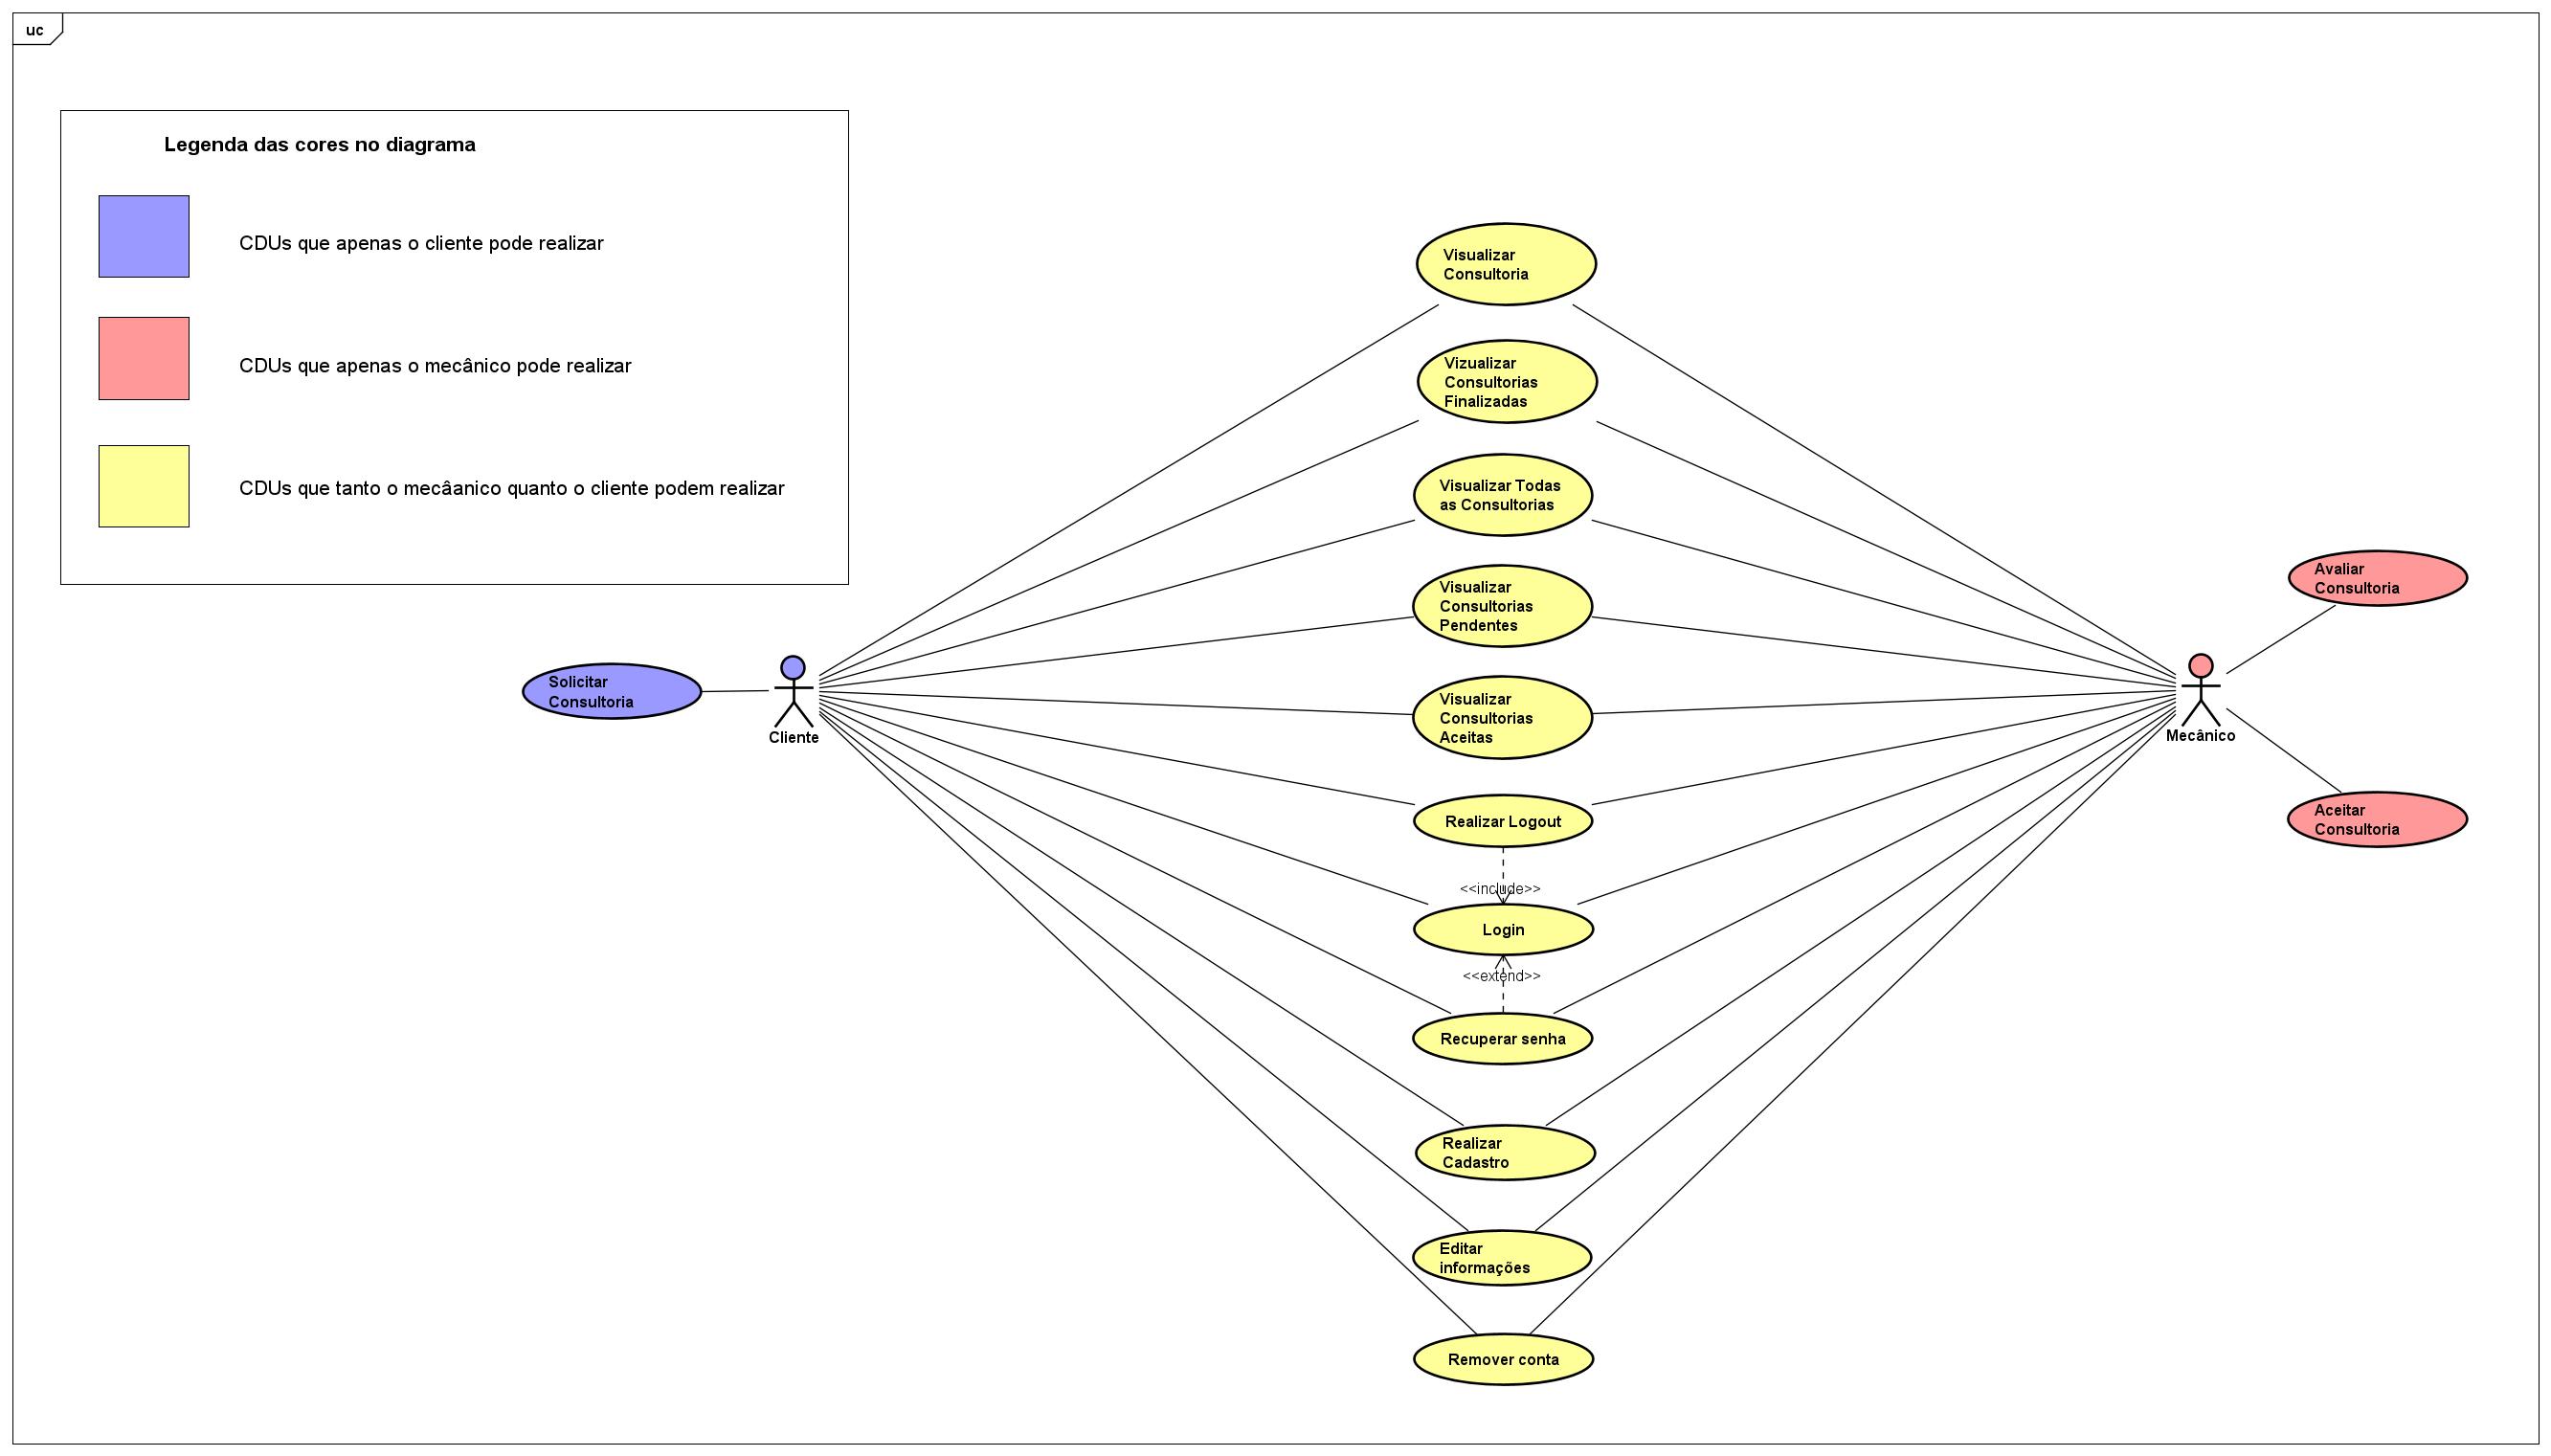 uc
Legenda das cores no diagrama
CDUs que apenas o cliente pode realizar
CDUs que apenas o mecânico pode realizar
CDUs que tanto o mecâanico quanto o cliente podem realizar
Visualizar
Consultoria
Vizualizar
Consultorias
Finalizadas
Visualizar Todas
as Consultorias
Visualizar
Consultorias
Pendentes
Visualizar
Consultorias
Aceitas
Realizar Logout
<<include>>
Login
<<extend>>
Recuperar senha
Realizar
Cadastro
Editar
informações
Remover conta
Solicitar
Consultoria
Cliente
Mecânico
Avaliar
Consultoria
Aceitar
Consultoria